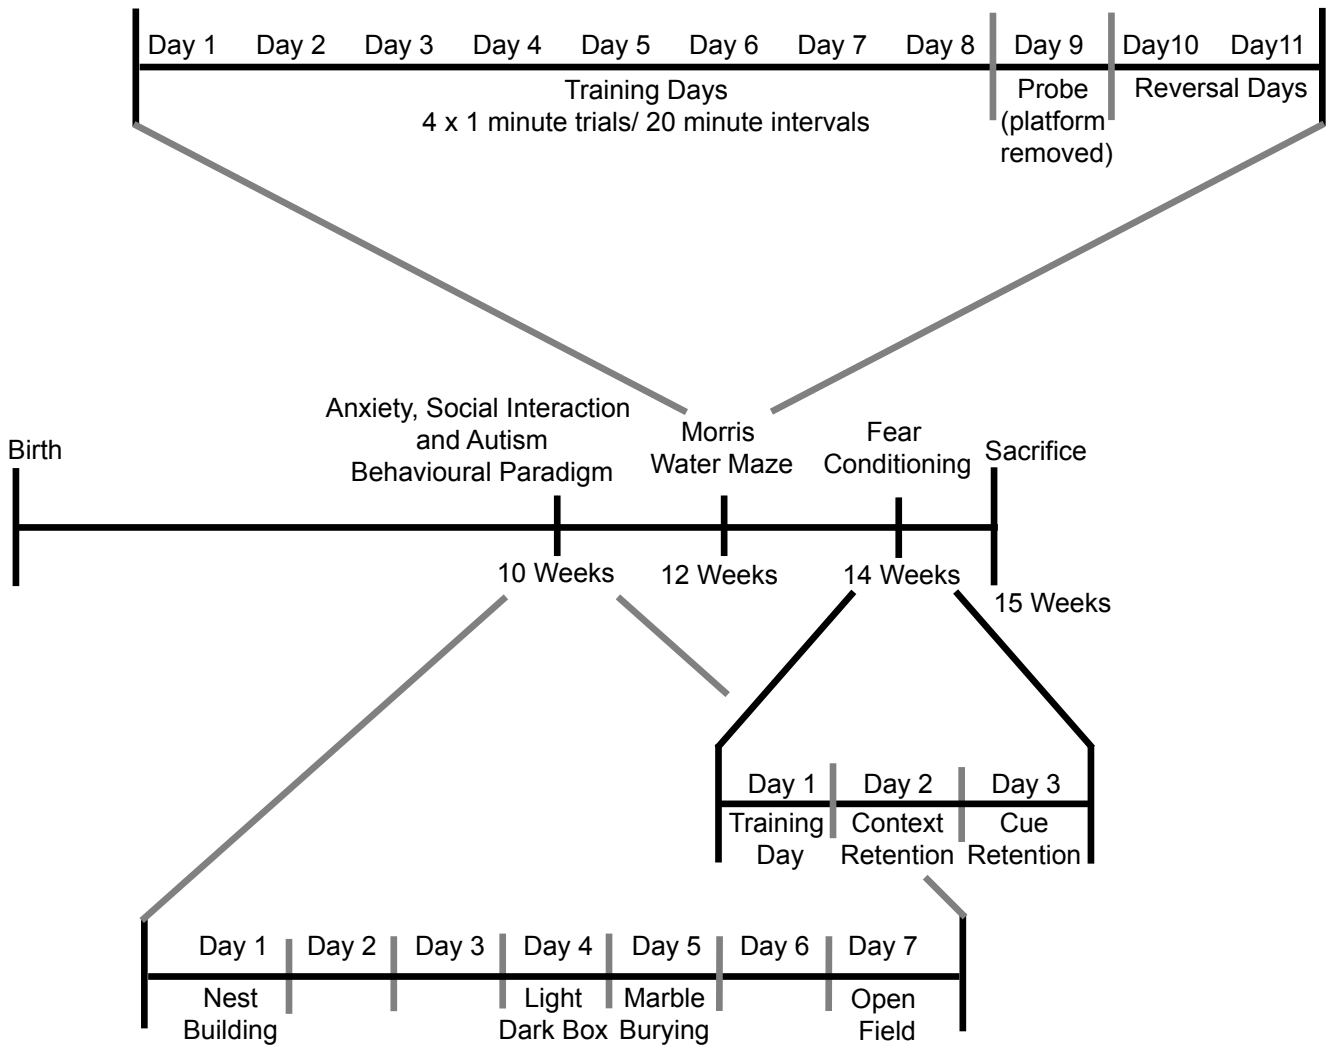 Day 1 Day 2 Day 3 Day 4 Day 5 Day 6 Day 7 Day 8 Day 9 Day10 Day11
Training Days
4 x 1 minute trials/ 20 minute intervals
Probe
(platform
removed)
Reversal Days
Birth
Anxiety, Social Interaction
and Autism
Behavioural Paradigm
Morris
Water Maze
Fear
Conditioning
Sacrifice
10 Weeks
12 Weeks
14 Weeks
15 Weeks
Day 1 Day 2 Day 3
Training
Day
Context
Retention
Cue
Retention
Day 1 Day 2 Day 3 Day 4 Day 5 Day 6 Day 7
Nest
Building
Light
Dark Box
Marble
Burying
Open
Field